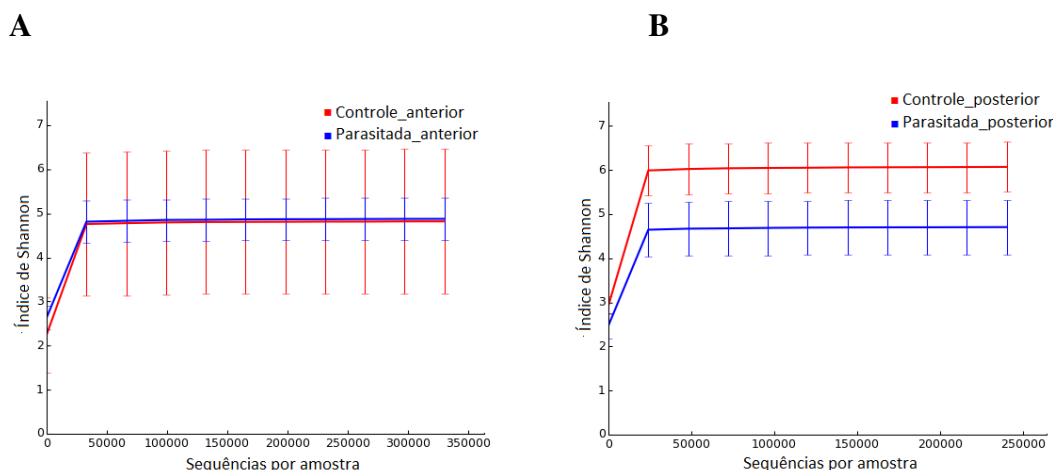 A
B
Controle_anterior
Parasitada_anterior
7
6
5
4
3
2
1
0
Índice de Shannon
0 50000 100000 150000 200000 250000 300000 350000
Sequências por amostra
Controle_posterior
Parasitada_posterior
7
6
5
4
3
2
1
0
Índice de Shannon
0 50000 100000 150000 200000 250000
Sequências por amostra